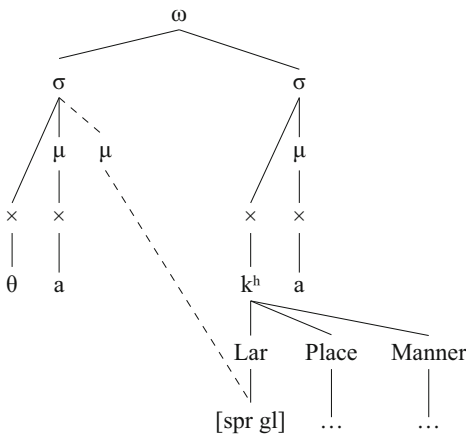 ω
σ σ
μ μ μ
× × × ×
θ a kʰ a
Lar Place Manner
[spr gl] … …